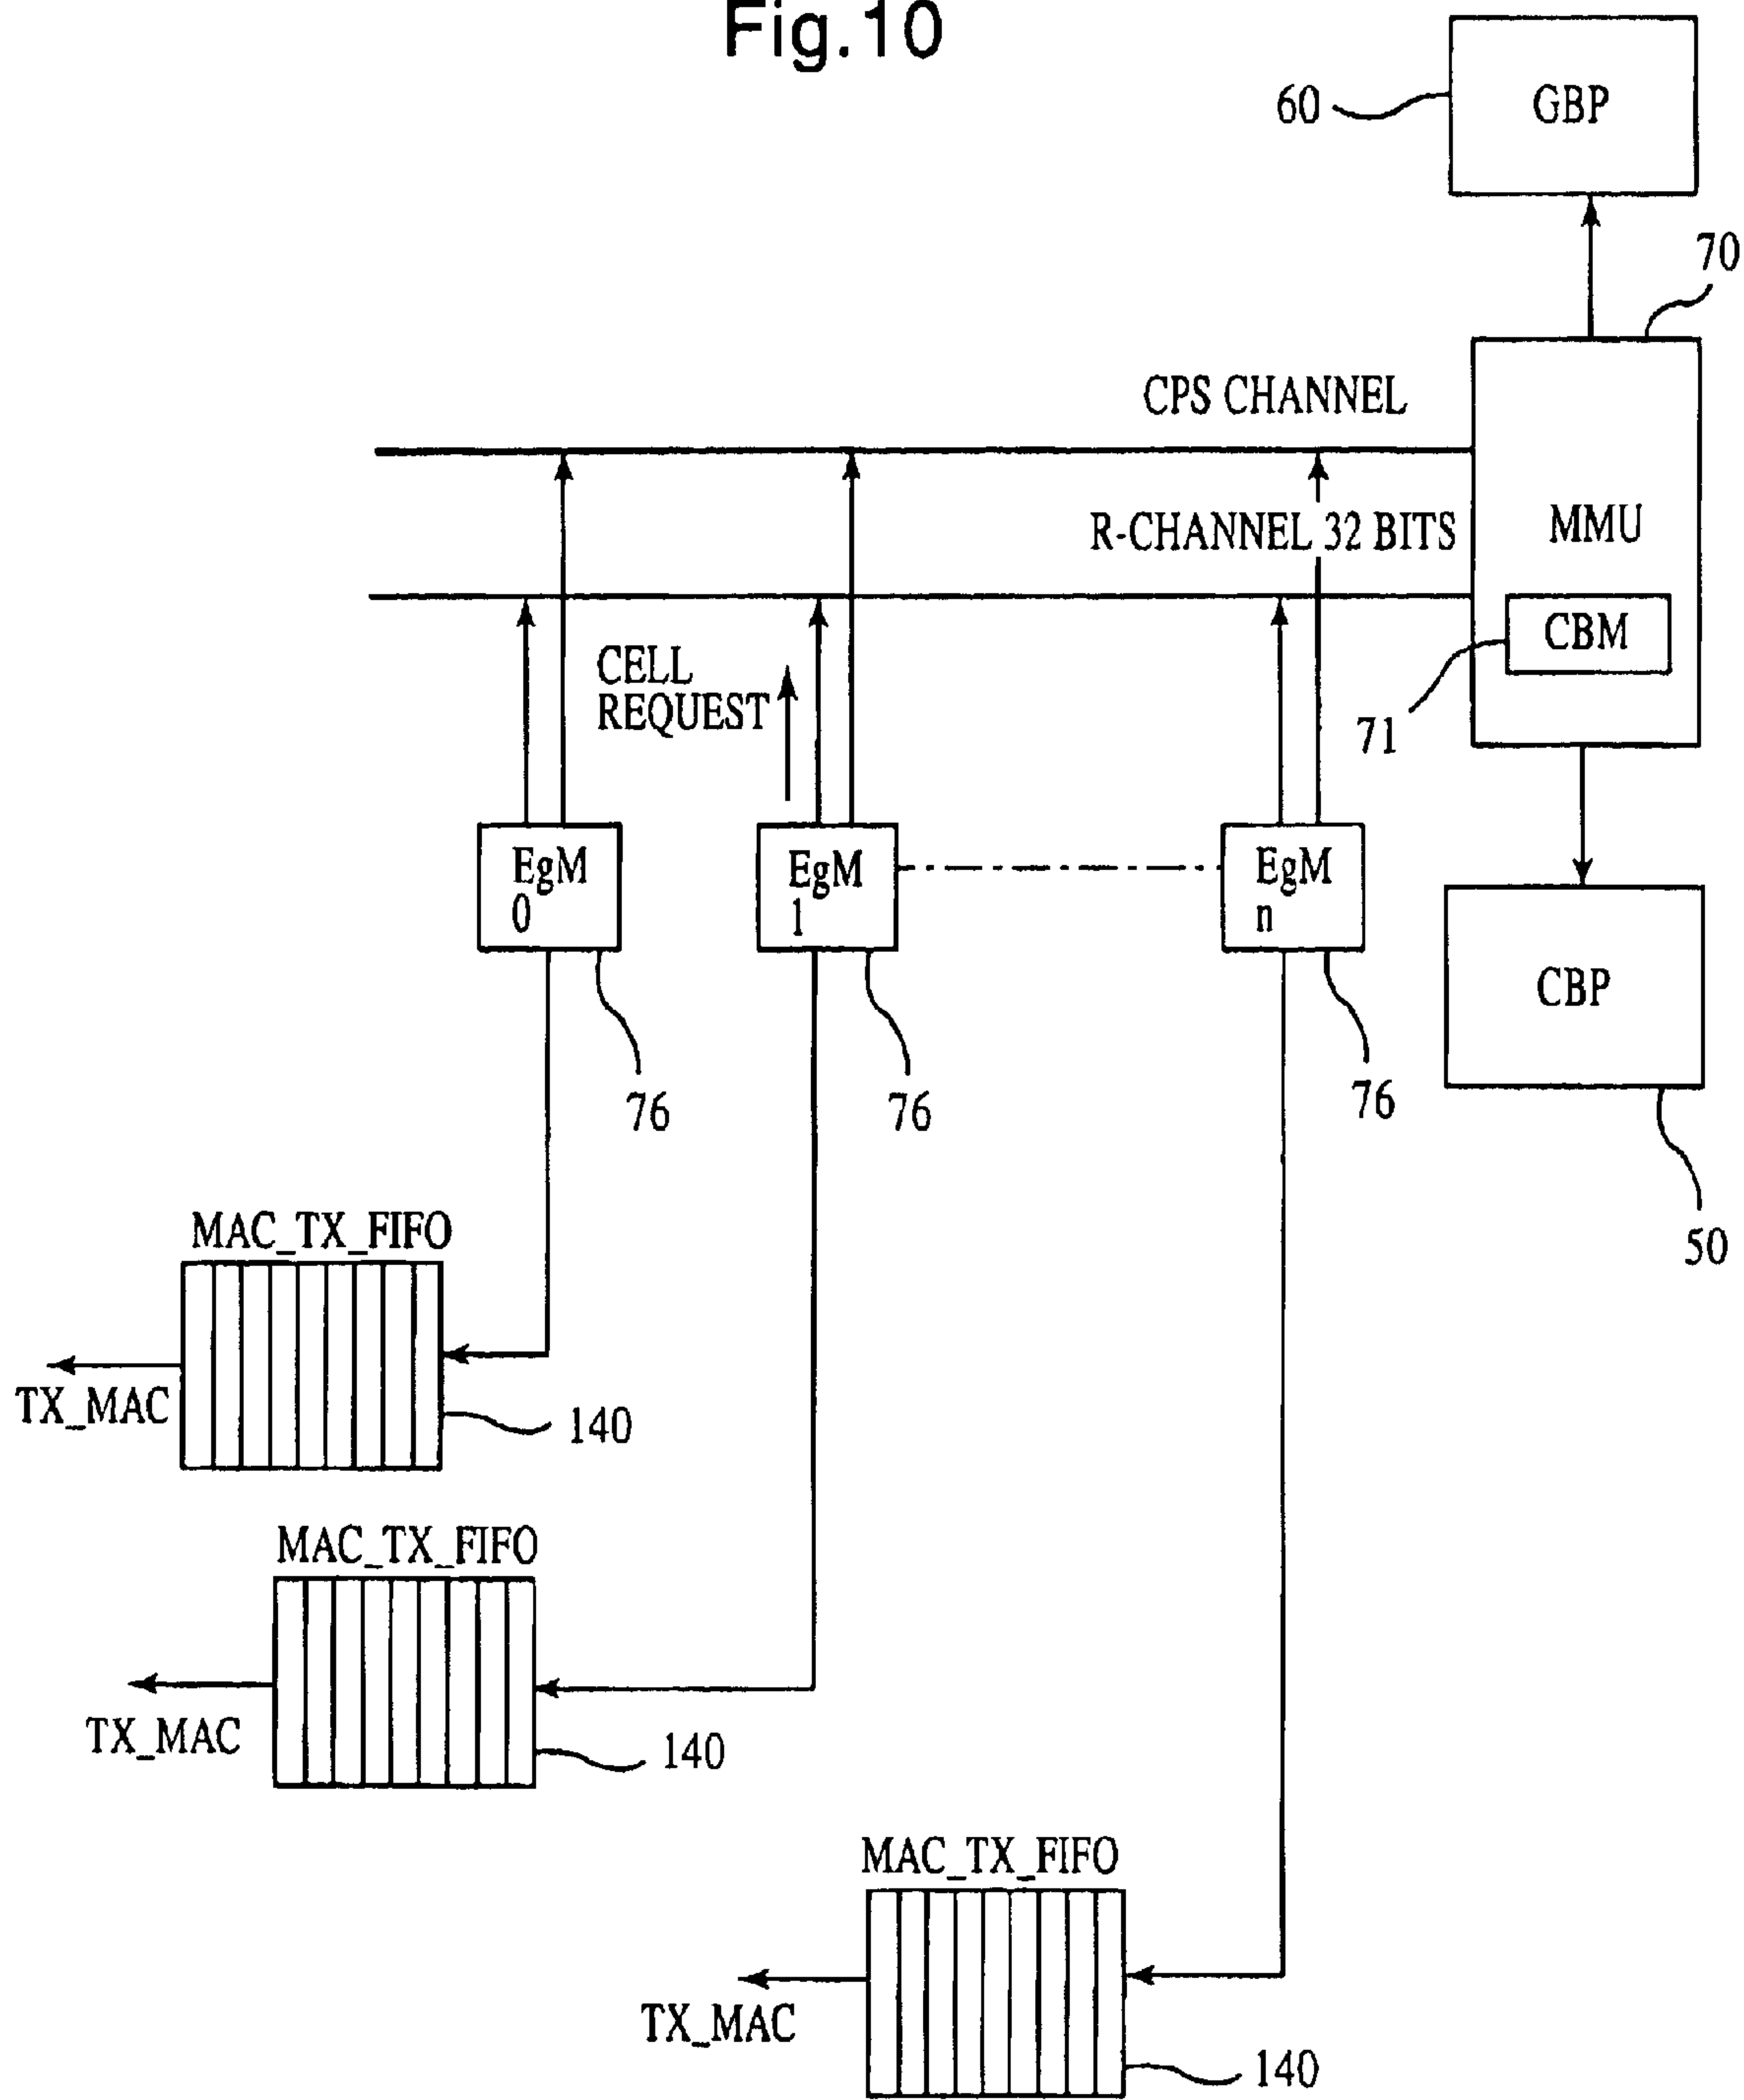 Fig.10
60
GBP
70
CPS CHANNEL
R-CHANNEL 32 BITS
MMU
CBM
71
CELL
REQUEST
EgM
0
EgM
1
EgM
n
76
76
76
CBP
50
MAC_TX_FIFO
TX_MAC
140
MAC_TX_FIFO
TX_MAC
140
MAC_TX_FIFO
TX_MAC
140